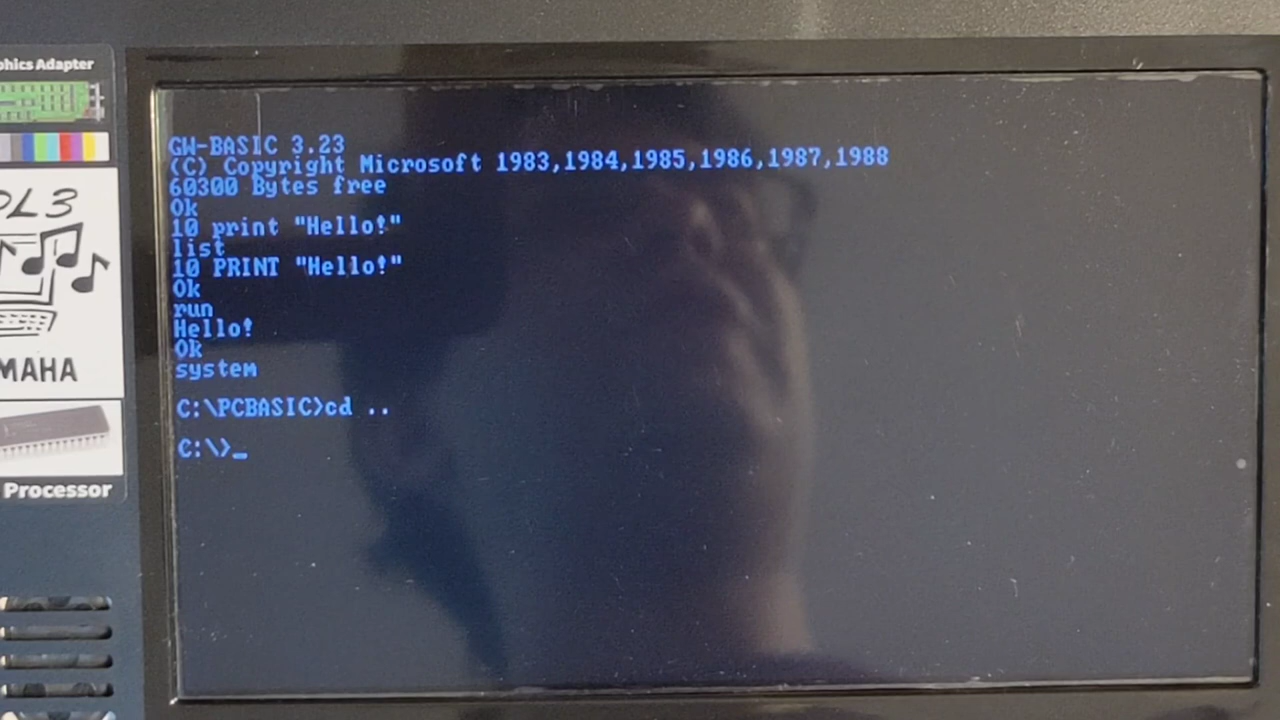 phics Adapter
PL3
MAHA
Processor
GW-BASIC 3.23
(C) Copyright Microsoft 1983,1984,1985,1986,1987,1988
60300 Bytes free
Ok
10 print "Hello!"
list
10 PRINT "Hello!"
Ok
run
Hello!
Ok
system
C:\PCBASIC>cd ..
C:\>_